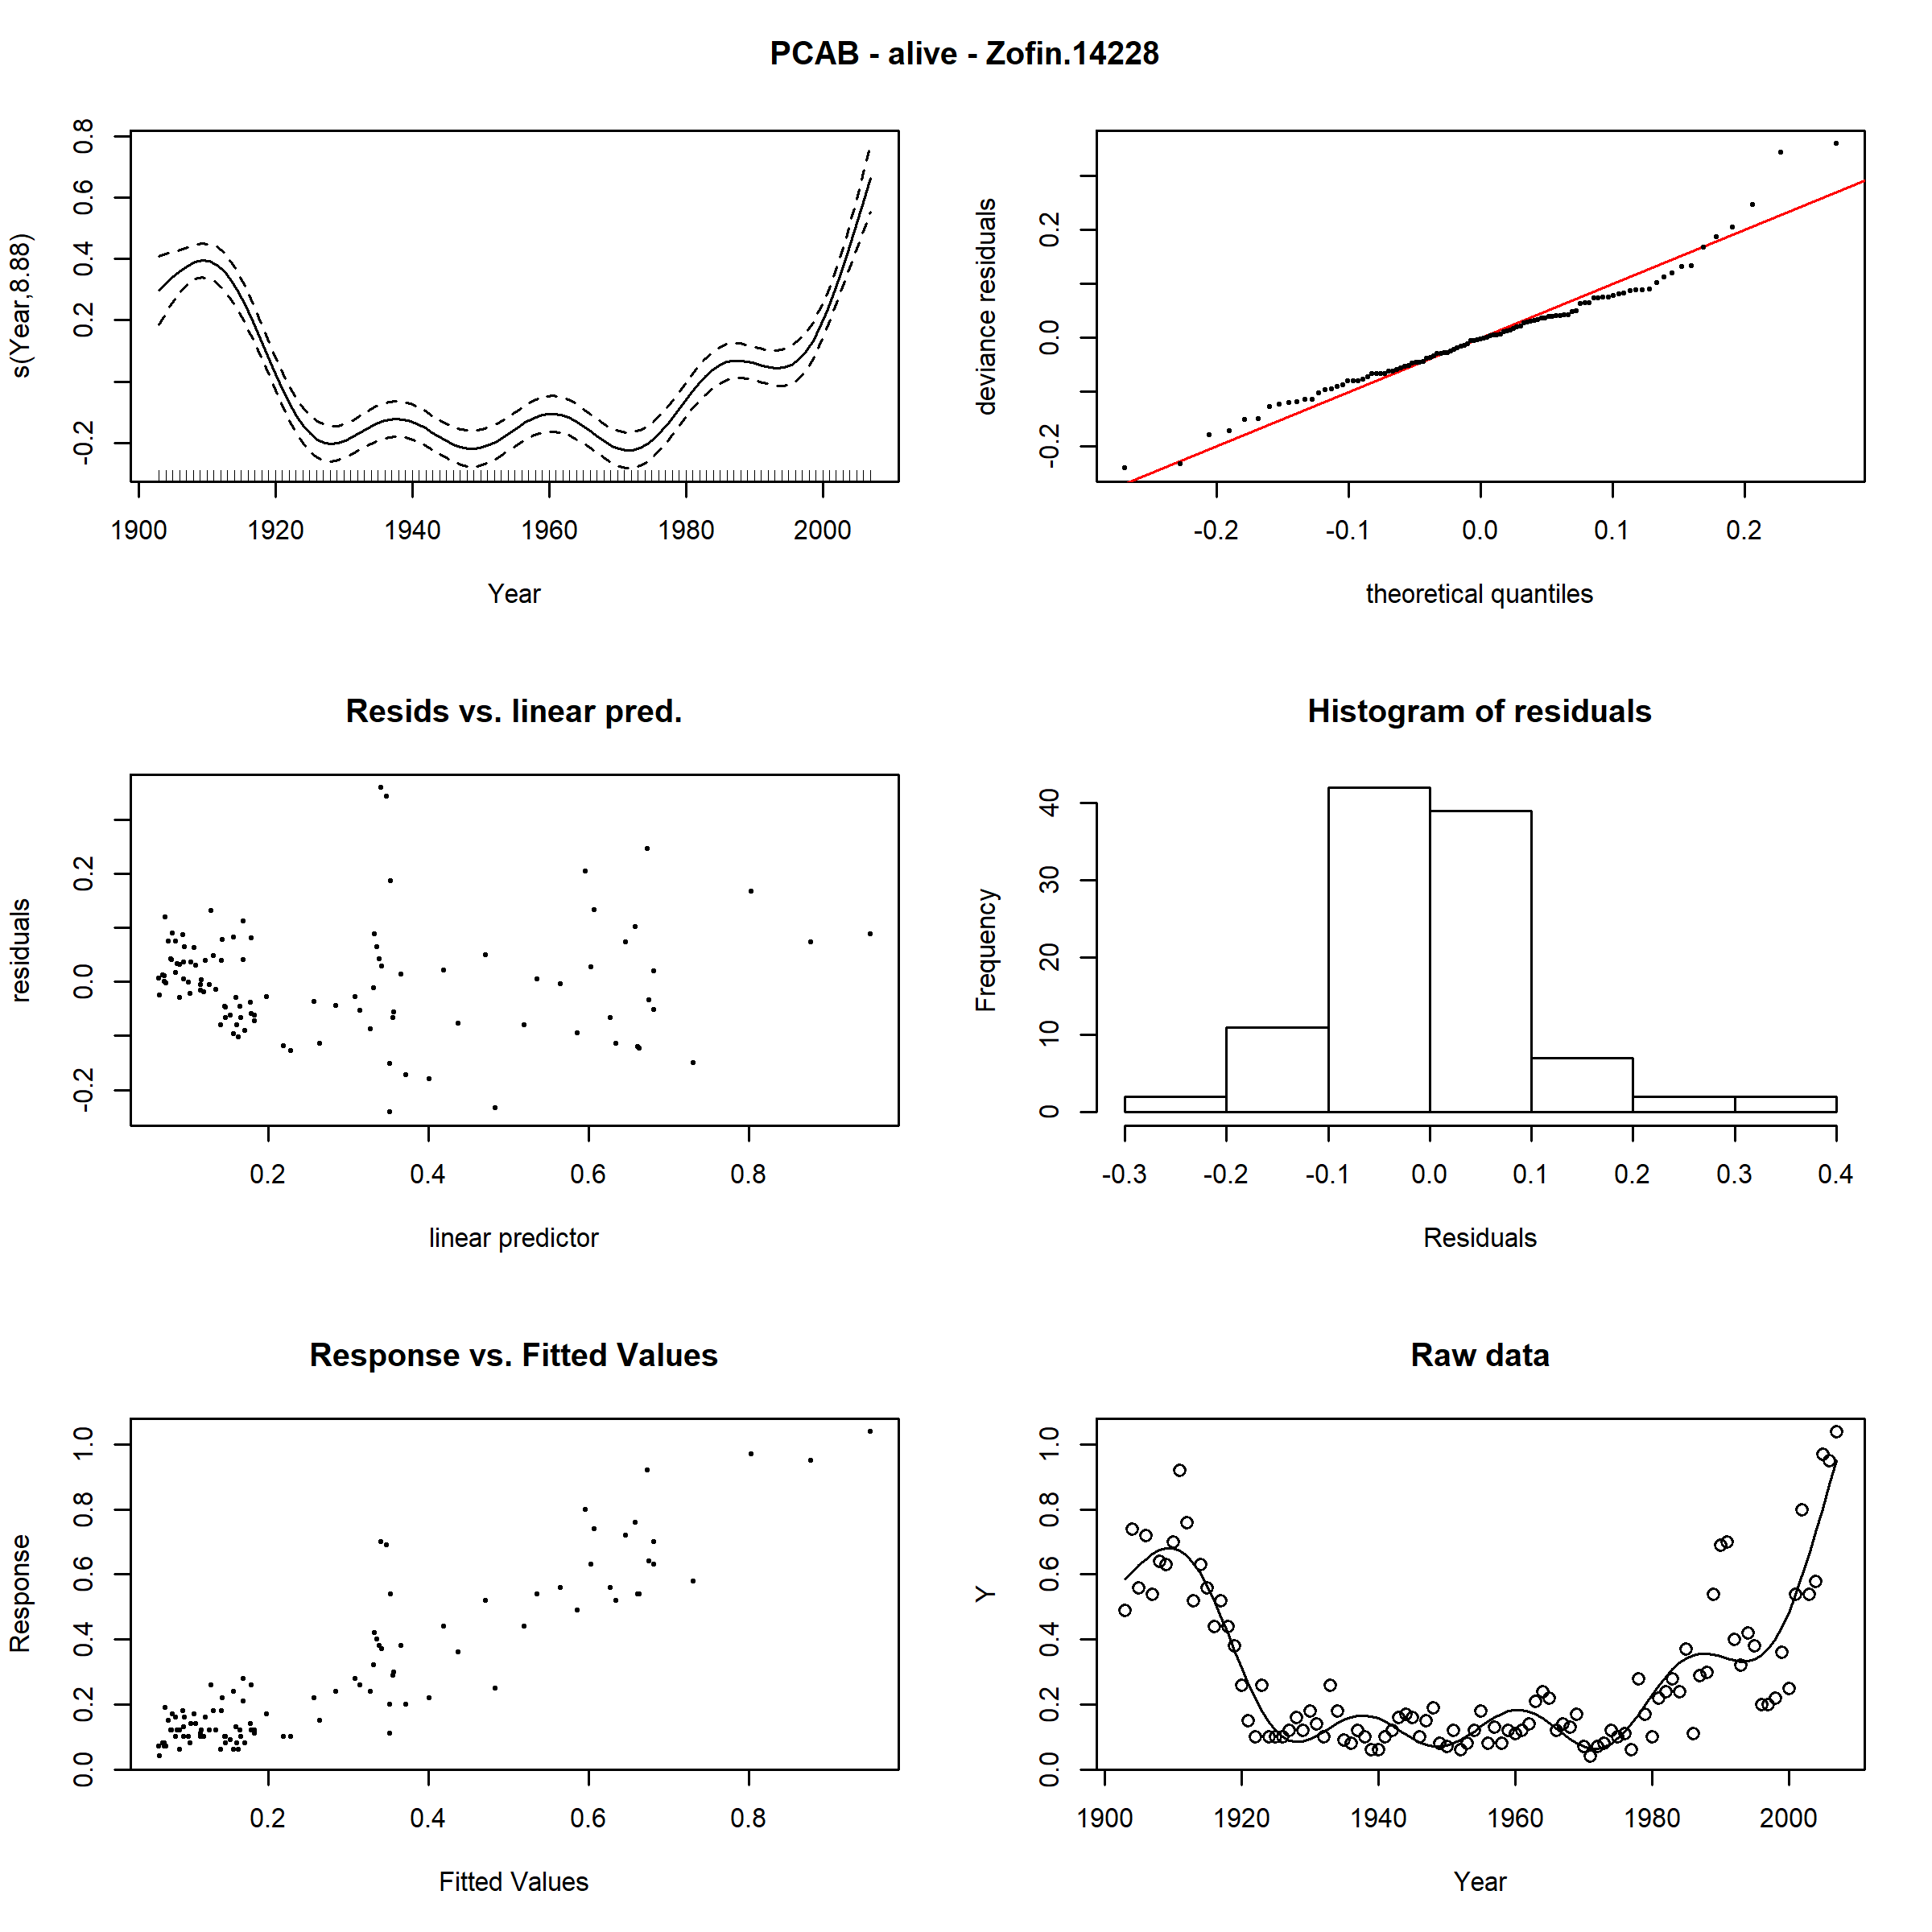 PCAB - alive - Zofin.14228
s(Year,8.88)
-0.2 0.2 0.4 0.6 0.8
1900 1920 1940 1960 1980 2000
Year
deviance residuals
-0.2 0.0 0.2
-0.2 -0.1 0.0 0.1 0.2
theoretical quantiles
Resids vs. linear pred.
residuals
-0.2 0.0 0.2
0.2 0.4 0.6 0.8
linear predictor
Histogram of residuals
Frequency
0 10 20 30 40
-0.3 -0.2 -0.1 0.0 0.1 0.2 0.3 0.4
Residuals
Response vs. Fitted Values
Response
0.0 0.2 0.4 0.6 0.8 1.0
0.2 0.4 0.6 0.8
Fitted Values
Raw data
Y
0.0 0.2 0.4 0.6 0.8 1.0
1900 1920 1940 1960 1980 2000
Year